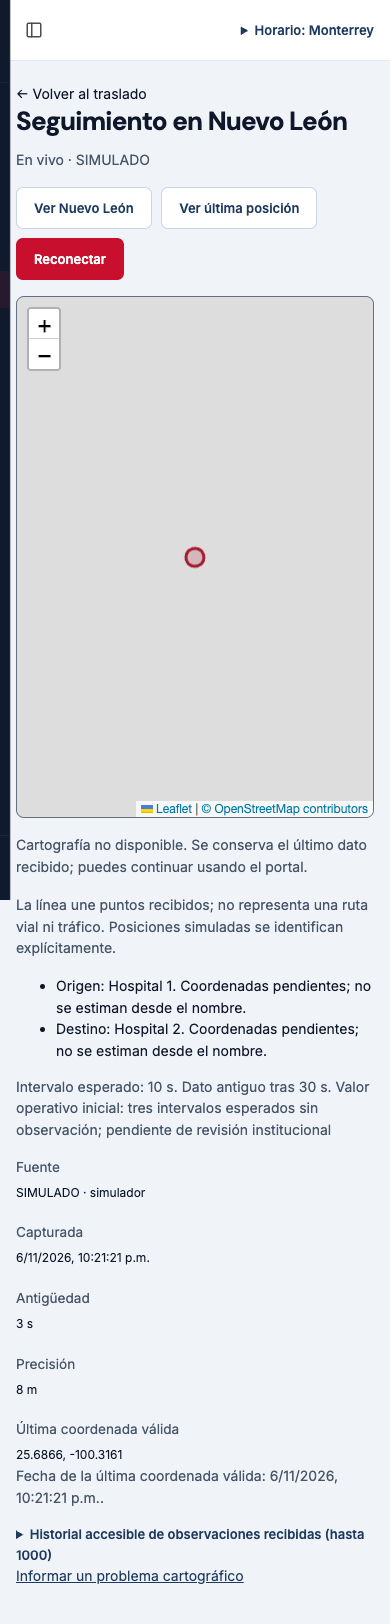 ▶ Horario: Monterrey
← Volver al traslado
Seguimiento en Nuevo León
En vivo · SIMULADO
Ver Nuevo León
Ver última posición
Reconectar
+
−
Leaflet | © OpenStreetMap contributors
Cartografía no disponible. Se conserva el último dato
recibido; puedes continuar usando el portal.
La línea une puntos recibidos; no representa una ruta
vial ni tráfico. Posiciones simuladas se identifican
explícitamente.
• Origen: Hospital 1. Coordenadas pendientes; no
se estiman desde el nombre.
• Destino: Hospital 2. Coordenadas pendientes;
no se estiman desde el nombre.
Intervalo esperado: 10 s. Dato antiguo tras 30 s. Valor
operativo inicial: tres intervalos esperados sin
observación; pendiente de revisión institucional
Fuente
SIMULADO · simulador
Capturada
6/11/2026, 10:21:21 p.m.
Antigüedad
3 s
Precisión
8 m
Última coordenada válida
25.6866, -100.3161
Fecha de la última coordenada válida: 6/11/2026,
10:21:21 p.m..
▶ Historial accesible de observaciones recibidas (hasta
1000)
Informar un problema cartográfico